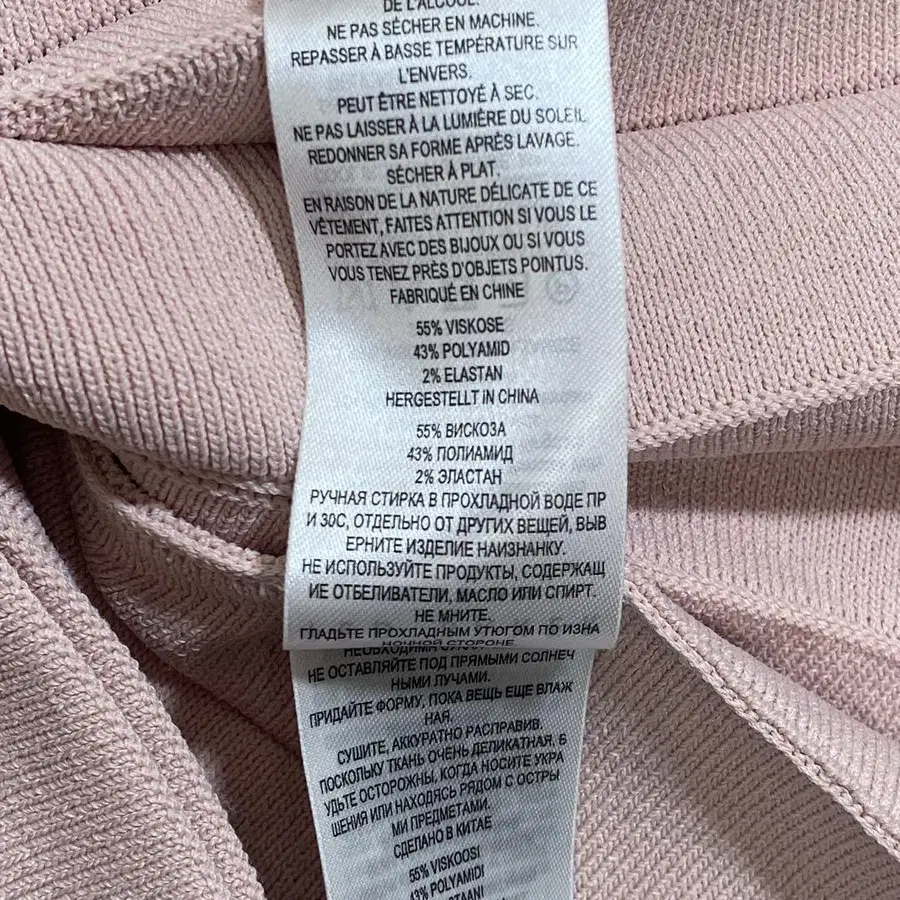 DE L'ALCOOL.
NE PAS SÉCHER EN MACHINE.
REPASSER À BASSE TEMPÉRATURE SUR
L'ENVERS.
PEUT ÊTRE NETTOYÉ À SEC.
NE PAS LAISSER À LA LUMIÈRE DU SOLEIL
REDONNER SA FORME APRÈS LAVAGE.
SÉCHER À PLAT.
EN RAISON DE LA NATURE DÉLICATE DE CE
VÊTEMENT, FAITES ATTENTION SI VOUS LE
PORTEZ AVEC DES BIJOUX OU SI VOUS
VOUS TENEZ PRÈS D'OBJETS POINTUS.
FABRIQUÉ EN CHINE
55% VISKOSE
43% POLYAMID
2% ELASTAN
HERGESTELLT IN CHINA
55% ВИСКОЗА
43% ПОЛИАМИД
2% ЭЛАСТАН
РУЧНАЯ СТИРКА В ПРОХЛАДНОЙ ВОДЕ ПР
И 30С, ОТДЕЛЬНО ОТ ДРУГИХ ВЕЩЕЙ, ВЫВ
ЕРНИТЕ ИЗДЕЛИЕ НАИЗНАНКУ.
НЕ ИСПОЛЬЗУЙТЕ ПРОДУКТЫ, СОДЕРЖАЩ
ИЕ ОТБЕЛИВАТЕЛИ, МАСЛО ИЛИ СПИРТ.
НЕ МНИТЕ.
ГЛАДЬТЕ ПРОХЛАДНЫМ УТЮГОМ ПО ИЗНА
НОЧНОЙ СТОРОНЕ.
НЕОБХОДИМА
НЕ ОСТАВЛЯЙТЕ ПОД ПРЯМЫМИ СОЛНЕЧ
НЫМИ ЛУЧАМИ.
ПРИДАЙТЕ ФОРМУ, ПОКА ВЕЩЬ ЕЩЕ ВЛАЖ
НАЯ.
СУШИТЕ, АККУРАТНО РАСПРАВИВ.
ПОСКОЛЬКУ ТКАНЬ ОЧЕНЬ ДЕЛИКАТНАЯ, Б
УДЬТЕ ОСТОРОЖНЫ, КОГДА НОСИТЕ УКРА
ШЕНИЯ ИЛИ НАХОДЯСЬ РЯДОМ С ОСТРЫ
МИ ПРЕДМЕТАМИ.
СДЕЛАНО В КИТАЕ
55% VISKOOSI
43% POLYAMIDI